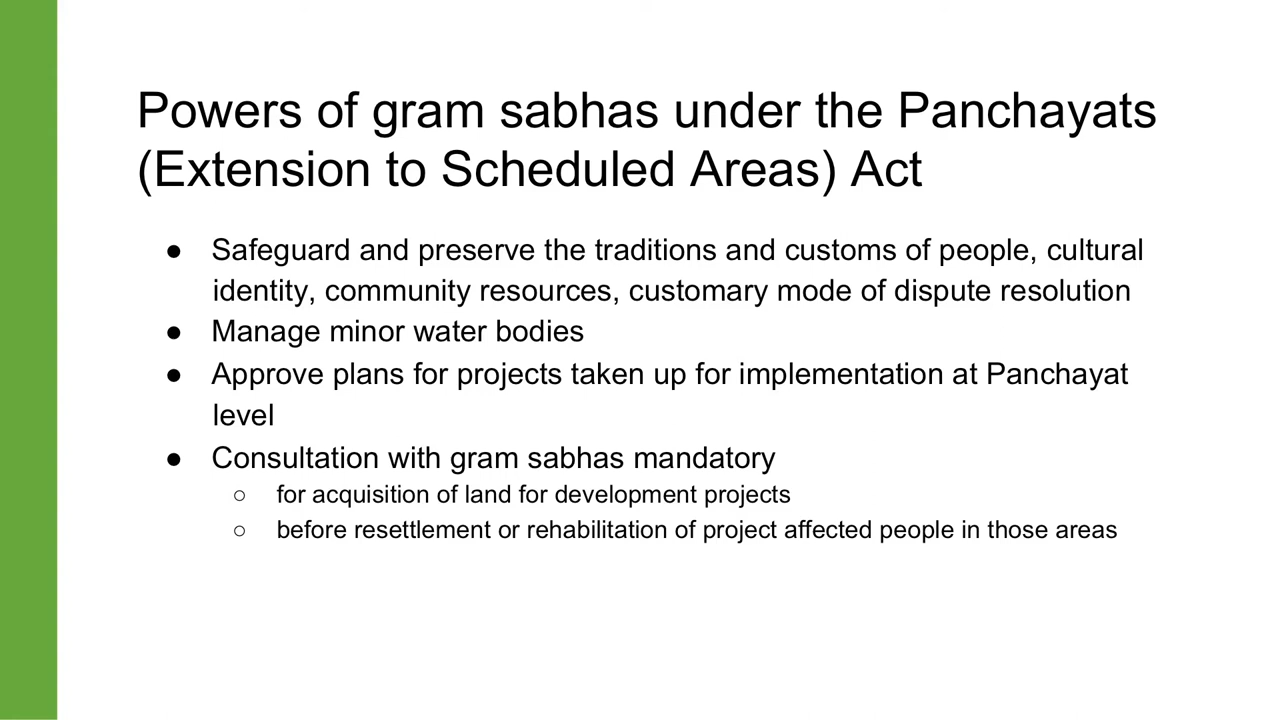 Powers of gram sabhas under the Panchayats
(Extension to Scheduled Areas) Act
● Safeguard and preserve the traditions and customs of people, cultural
identity, community resources, customary mode of dispute resolution
● Manage minor water bodies
● Approve plans for projects taken up for implementation at Panchayat
level
● Consultation with gram sabhas mandatory
○ for acquisition of land for development projects
○ before resettlement or rehabilitation of project affected people in those areas